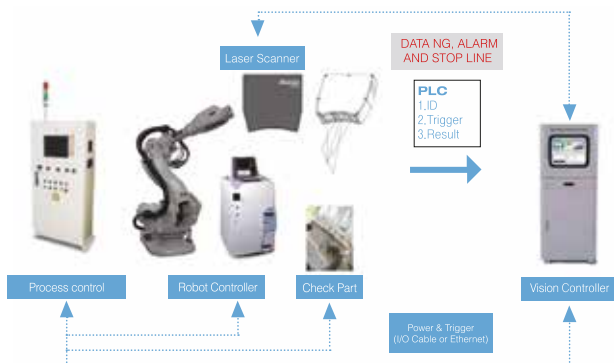 Laser Scanner
DATA NG, ALARM
AND STOP LINE
PLC
1.ID
2.Trigger
3.Result
Process control
Robot Controller
Check Part
Power & Trigger
(I/O Cable or Ethernet)
Vision Controller